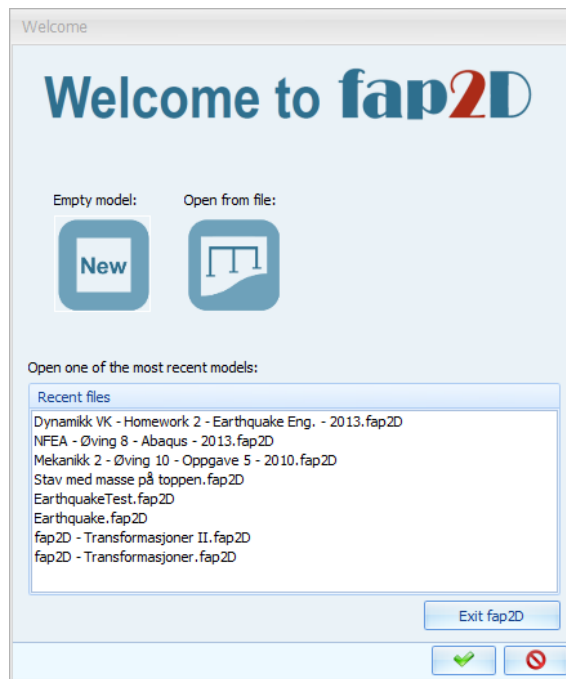 Welcome
Welcome to fap2D
Empty model: Open from file:
New
Open one of the most recent models:
Recent files
Dynamikk VK - Homework 2 - Earthquake Eng. - 2013.fap2D
NFEA - Øving 8 - Abaqus - 2013.fap2D
Mekanikk 2 - Øving 10 - Oppgave 5 - 2010.fap2D
Stav med masse på toppen.fap2D
EarthquakeTest.fap2D
Earthquake.fap2D
fap2D - Transformasjoner II.fap2D
fap2D - Transformasjoner.fap2D
Exit fap2D